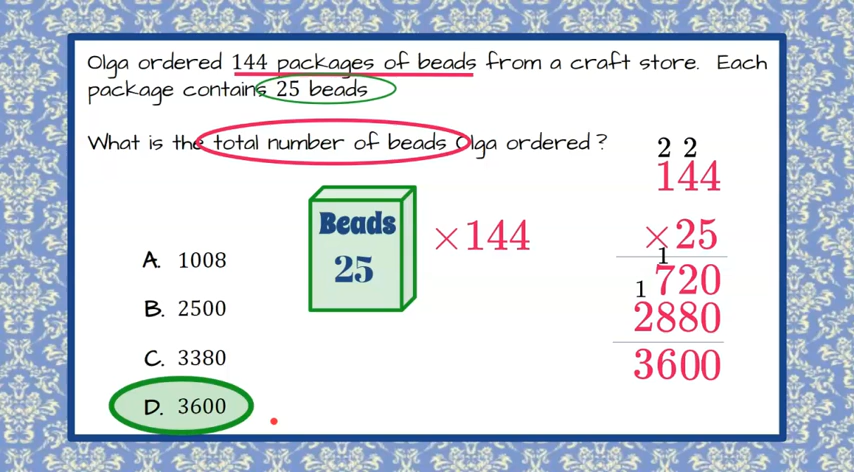 Olga ordered 144 packages of beads from a craft store. Each
package contains 25 beads
What is the total number of beads Olga ordered?
Beads
25
×144
A. 1008
B. 2500
C. 3380
D. 3600
2 2
144
×25
1
720
1
2880
3600